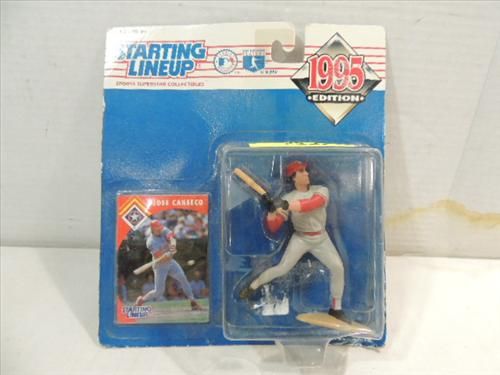 STARTING
LINEUP
SPORTS SUPERSTAR COLLECTIBLES
1995
EDITION
JOSE CANSECO
STARTING
LINEUP